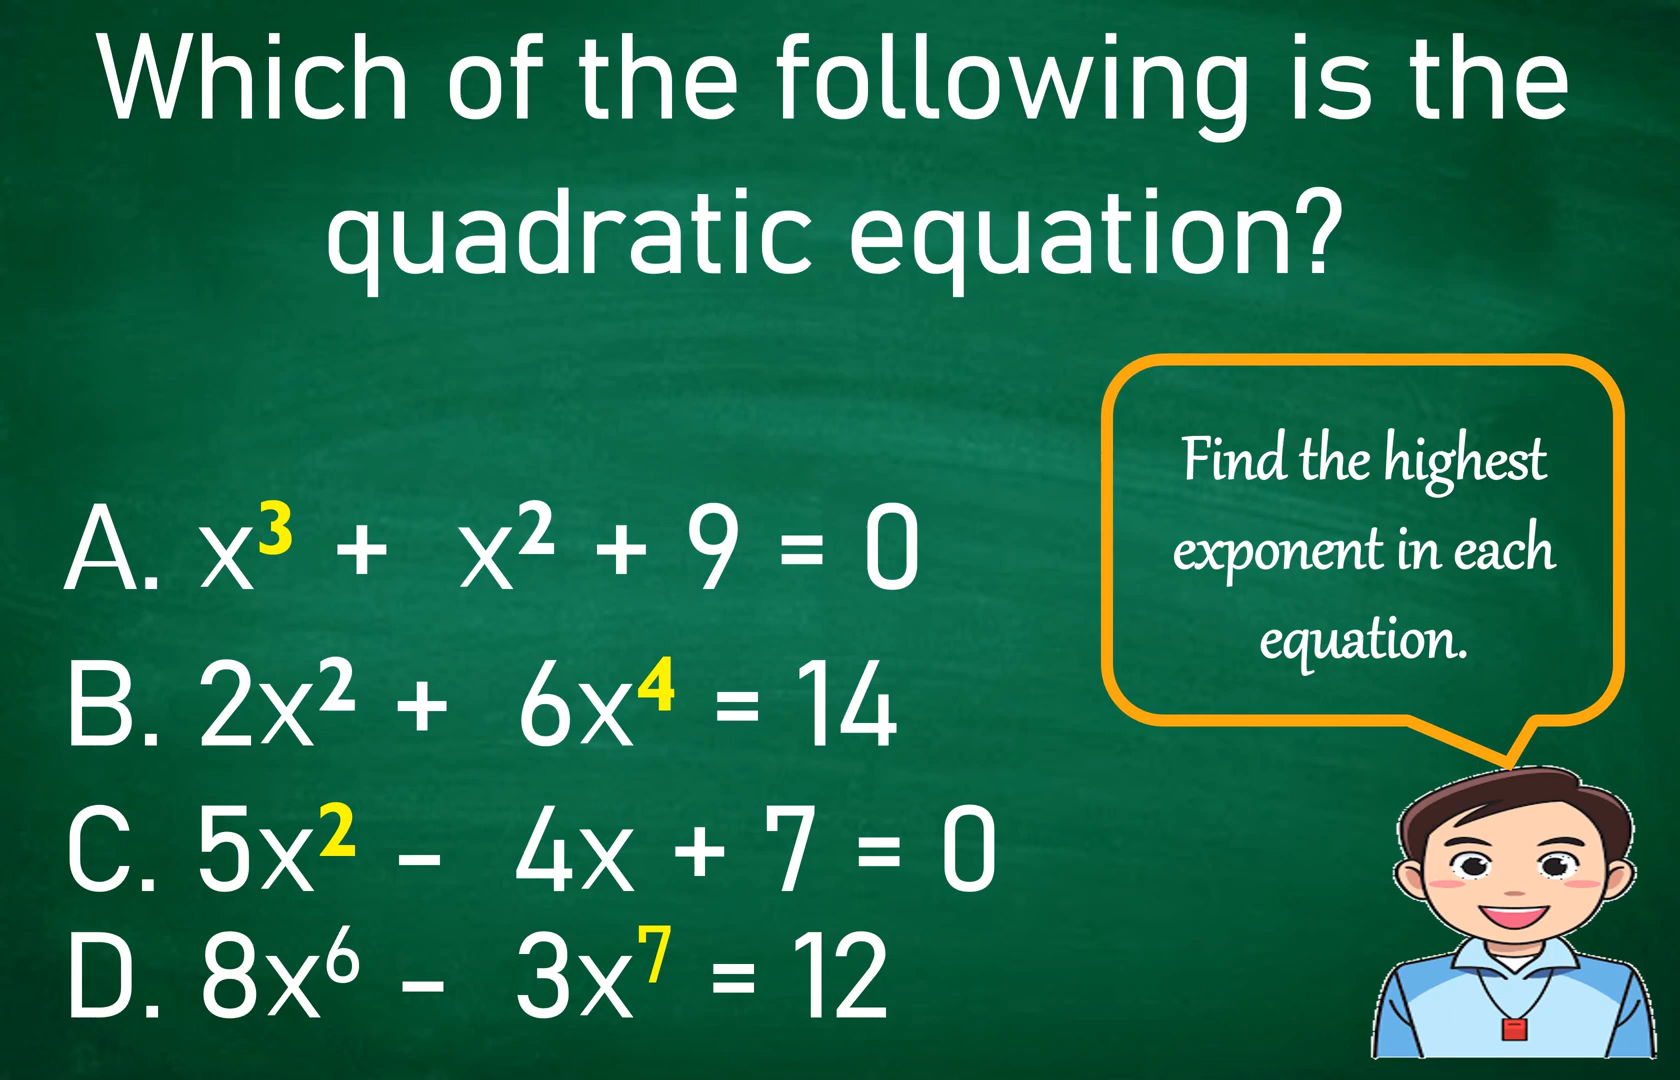 Which of the following is the
quadratic equation?
Find the highest
exponent in each
equation.
A. x³ + x² + 9 = 0
B. 2x² + 6x⁴ = 14
C. 5x² - 4x + 7 = 0
D. 8x⁶ - 3x⁷ = 12